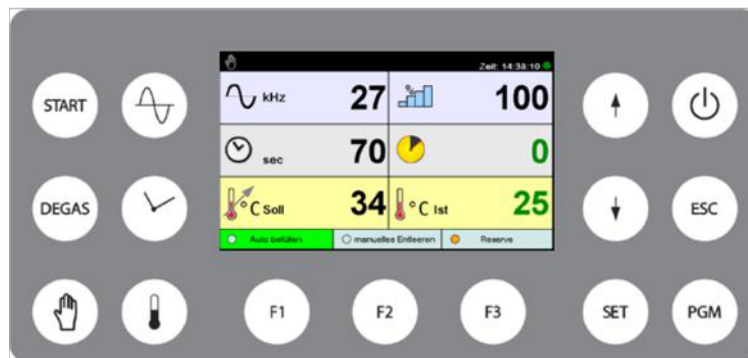 Zeit: 14:38:10
START
kHz 27 % 100
sec 70 0
DEGAS
°C Soll 34 °C Ist 25
ESC
Auto befüllen manuelles Entleeren Reserve
F1 F2 F3 SET PGM